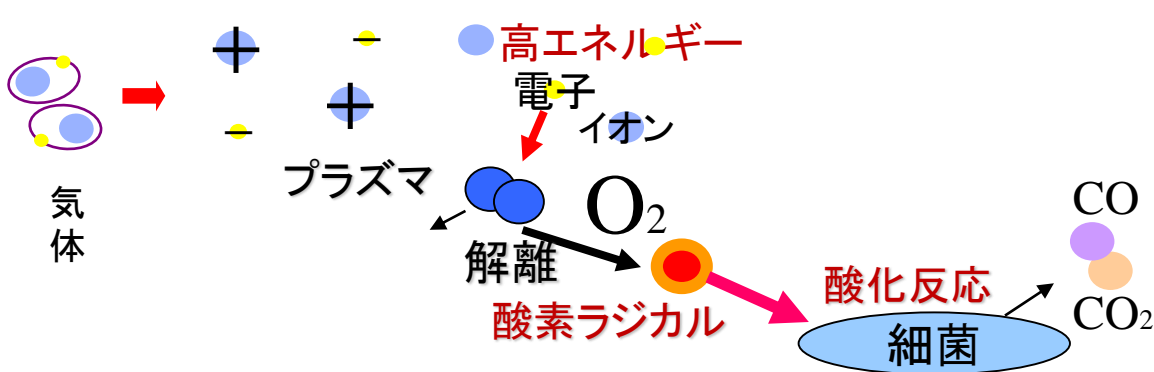 気
体
+
−
−
+
プラズマ
高エネルギー
電子
イオン
O2
解離
酸素ラジカル
酸化反応
細菌
CO
CO2